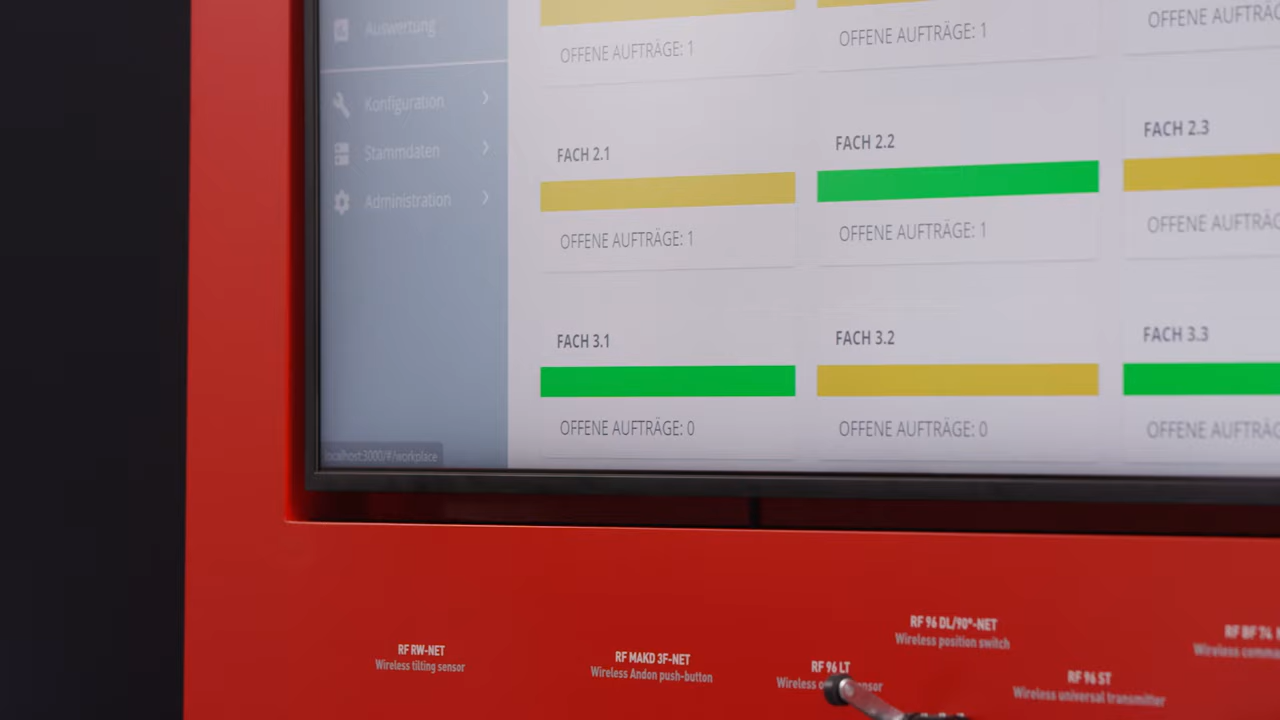 Auswertung
Konfiguration
Stammdaten
Administration
OFFENE AUFTRÄGE: 1
OFFENE AUFTRÄGE: 1
OFFENE
FACH 2.1
FACH 2.2
FACH 2.3
OFFENE AUFTRÄGE: 1
OFFENE AUFTRÄGE: 1
OFFENE
FACH 3.1
FACH 3.2
FACH 3.3
OFFENE AUFTRÄGE: 0
OFFENE AUFTRÄGE: 0
OFFENE
localhost:3000/#/workplace
RF RW-NET
Wireless tilting sensor
RF MAKD 3F-NET
Wireless Andon push-button
RF 96 LT
Wireless
RF 96 DL/90°-NET
Wireless position switch
RF 96 ST
Wireless universal transmitter
RF BF 74
Wireless